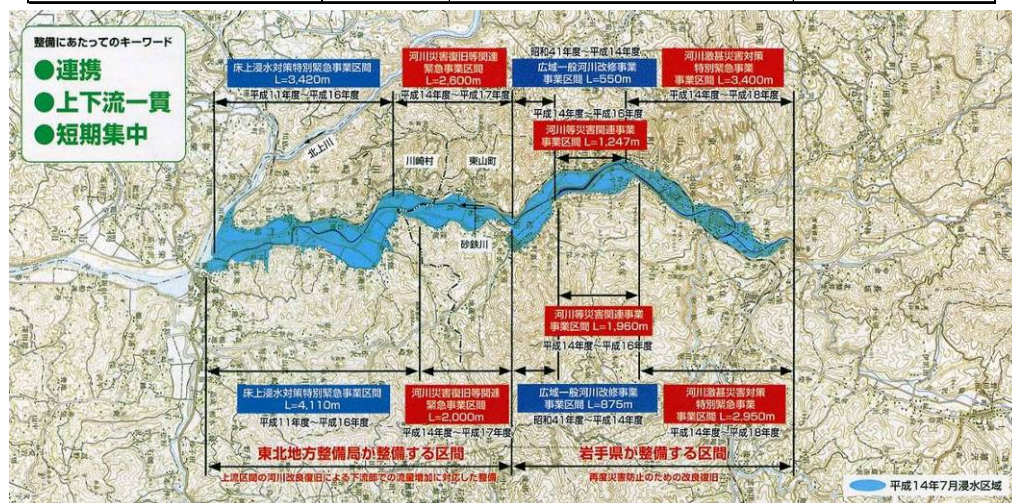 整備にあたってのキーワード
●連携
●上下流一貫
●短期集中
床上浸水対策特別緊急事業区間
L=3,420m
平成11年度～平成16年度
河川災害復旧等関連
緊急事業区間
L=2,600m
平成14年度～平成17年度
昭和41年度～平成14年度
広域一般河川改修事業
事業区間 L=550m
河川激甚災害対策
特別緊急事業
事業区間 L=3,400m
平成14年度～平成18年度
平成14年度～平成16年度
河川等災害関連事業
事業区間 L=1,247m
北上川
川崎村
東山町
砂鉄川
河川等災害関連事業
事業区間 L=1,960m
平成14年度～平成16年度
床上浸水対策特別緊急事業区間
L=4,110m
平成11年度～平成16年度
河川災害復旧等関連
緊急事業区間
L=2,000m
平成14年度～平成17年度
広域一般河川改修事業
事業区間 L=875m
昭和41年度～平成14年度
河川激甚災害対策
特別緊急事業
事業区間 L=2,950m
平成14年度～平成18年度
東北地方整備局が整備する区間
上流区間の河川改良復旧による下流部での流量増加に対応した整備
岩手県が整備する区間
再度災害防止のための改良復旧
平成14年7月浸水区域